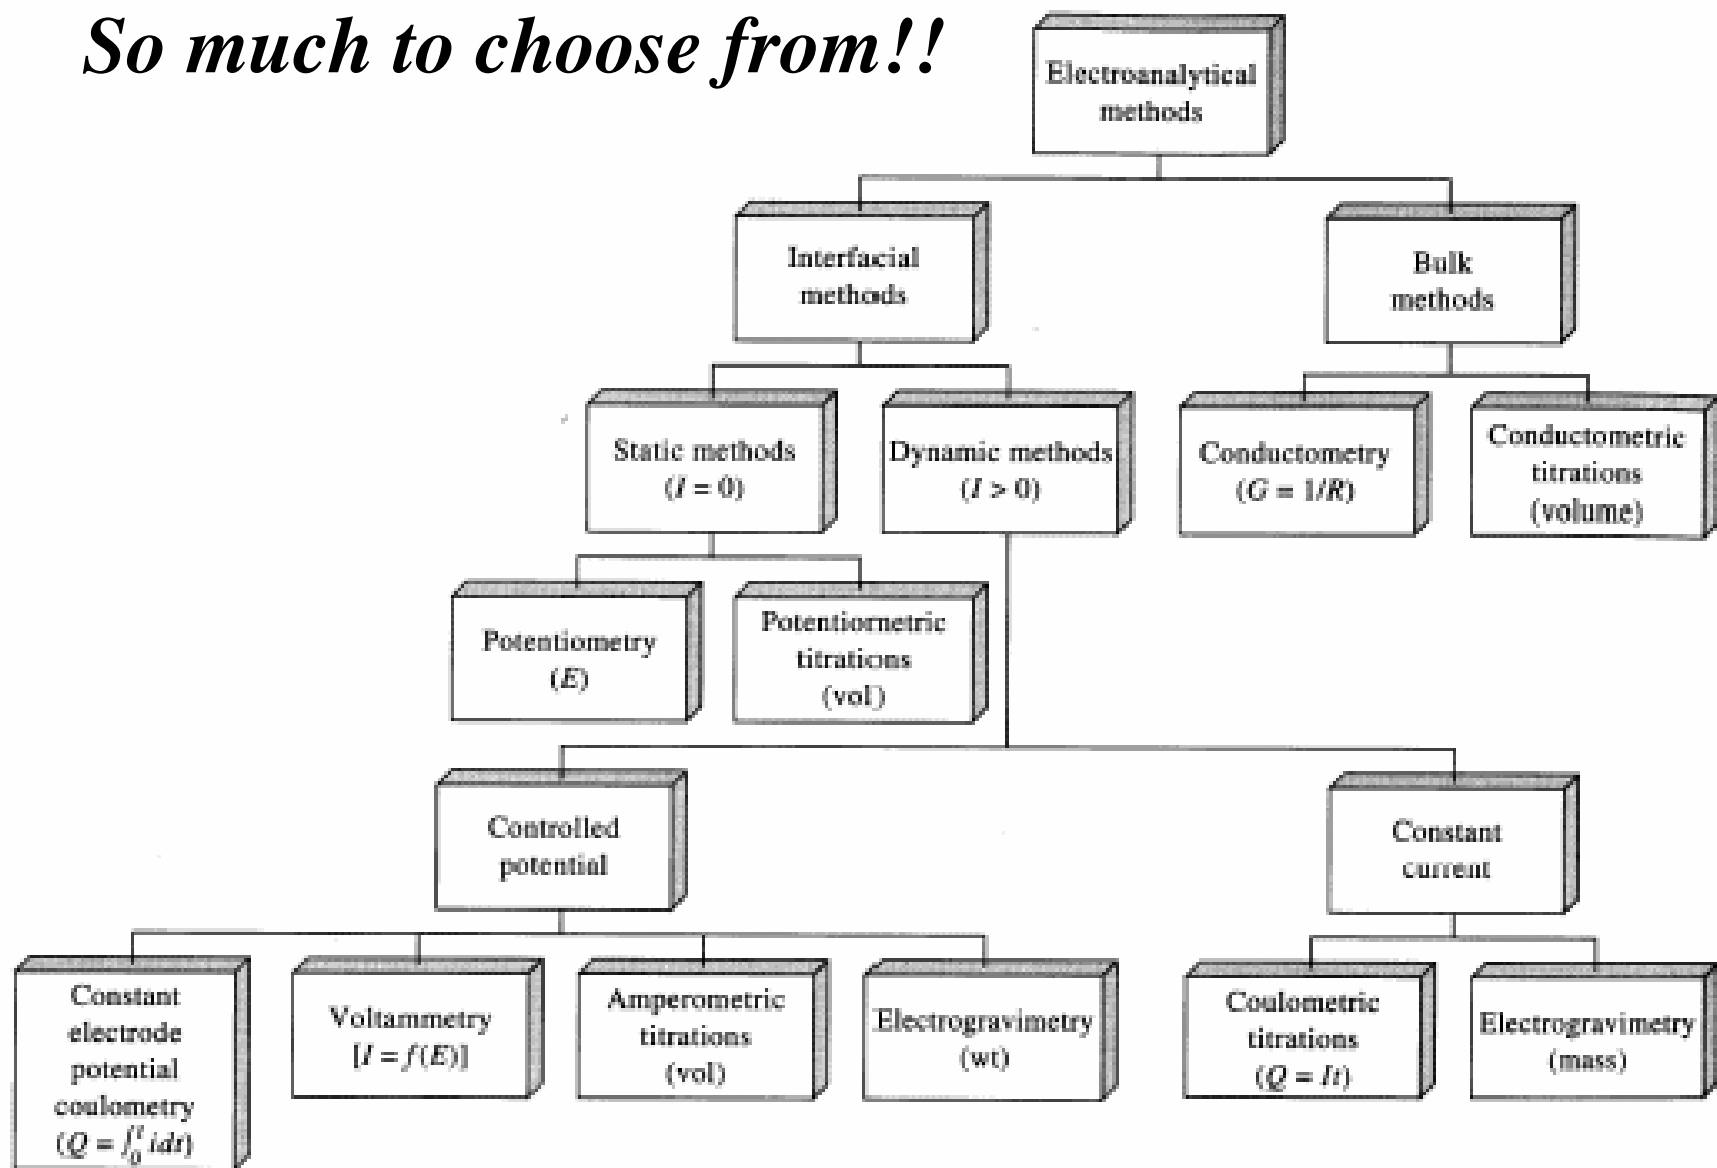 So much to choose from!!
Electroanalytical
methods
Interfacial
methods
Bulk
methods
Static methods
(I = 0)
Dynamic methods
(I > 0)
Conductometry
(G = 1/R)
Conductometric
titrations
(volume)
Potentiometry
(E)
Potentiometric
titrations
(vol)
Controlled
potential
Constant
current
Constant
electrode
potential
coulometry
(Q = ∫₀ᵗ idt)
Voltammetry
[I = f(E)]
Amperometric
titrations
(vol)
Electrogravimetry
(wt)
Coulometric
titrations
(Q = It)
Electrogravimetry
(mass)